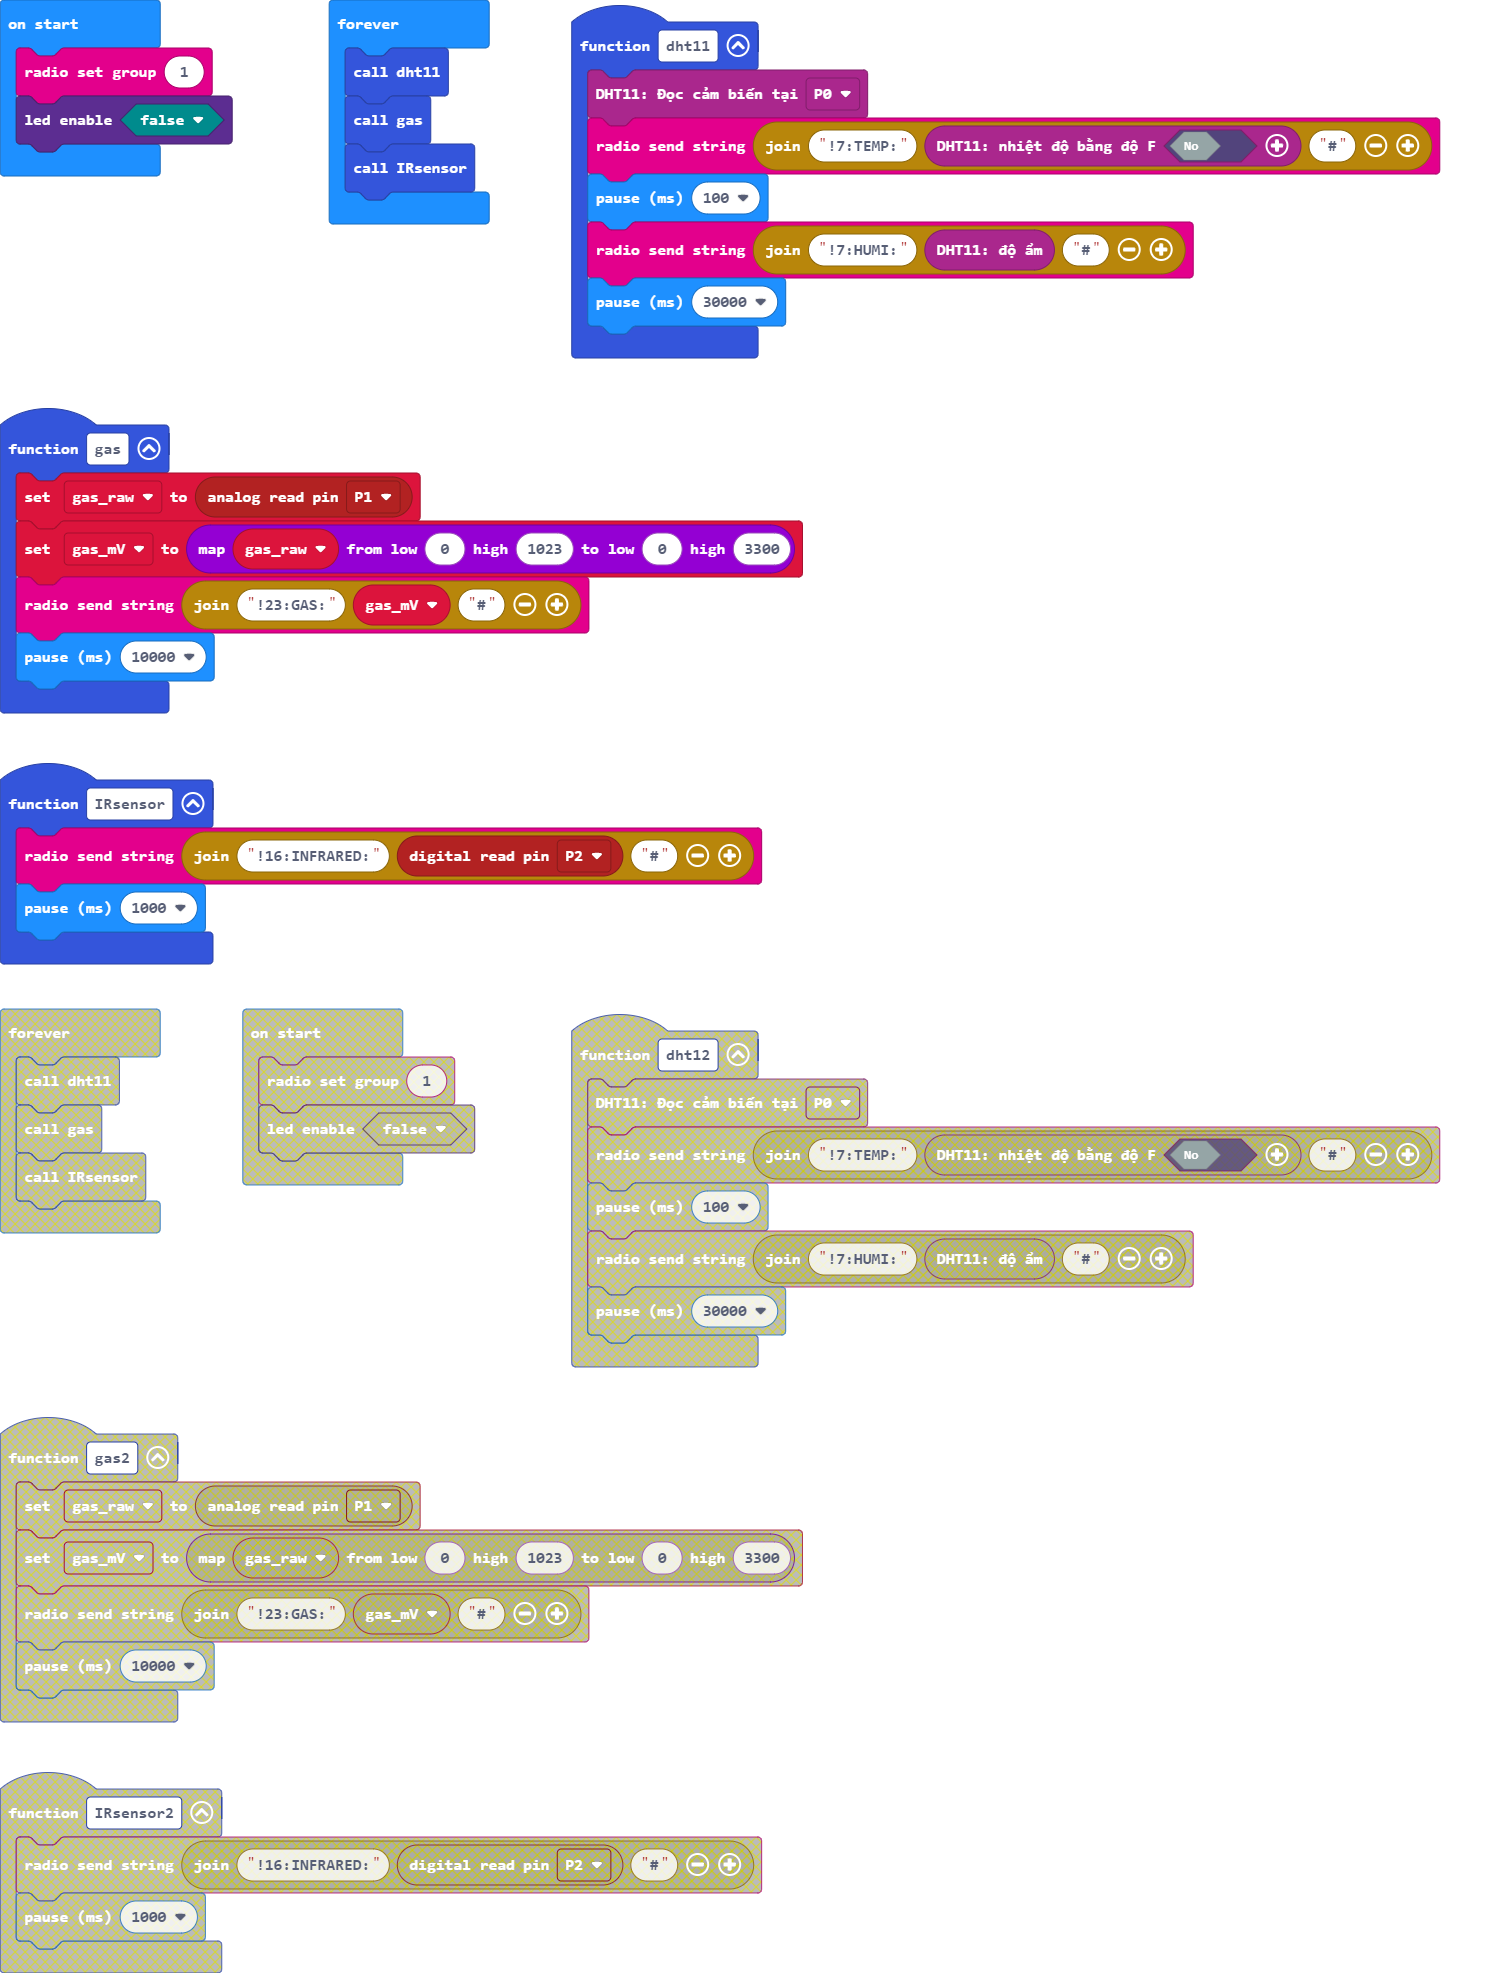 on start
radio set group 1
led enable false
forever
call dht11
call gas
call IRsensor
function dht11
DHT11: Đọc cảm biến tại P0
radio send string join "!7:TEMP:" DHT11: nhiệt độ bằng độ F No "#"
pause (ms) 100
radio send string join "!7:HUMI:" DHT11: độ ẩm "#"
pause (ms) 30000
function gas
set gas_raw to analog read pin P1
set gas_mV to map gas_raw from low 0 high 1023 to low 0 high 3300
radio send string join "!23:GAS:" gas_mV "#"
pause (ms) 10000
function IRsensor
radio send string join "!16:INFRARED:" digital read pin P2 "#"
pause (ms) 1000
forever
call dht11
call gas
call IRsensor
on start
radio set group 1
led enable false
function dht12
DHT11: Đọc cảm biến tại P0
radio send string join "!7:TEMP:" DHT11: nhiệt độ bằng độ F No "#"
pause (ms) 100
radio send string join "!7:HUMI:" DHT11: độ ẩm "#"
pause (ms) 30000
function gas2
set gas_raw to analog read pin P1
set gas_mV to map gas_raw from low 0 high 1023 to low 0 high 3300
radio send string join "!23:GAS:" gas_mV "#"
pause (ms) 10000
function IRsensor2
radio send string join "!16:INFRARED:" digital read pin P2 "#"
pause (ms) 1000